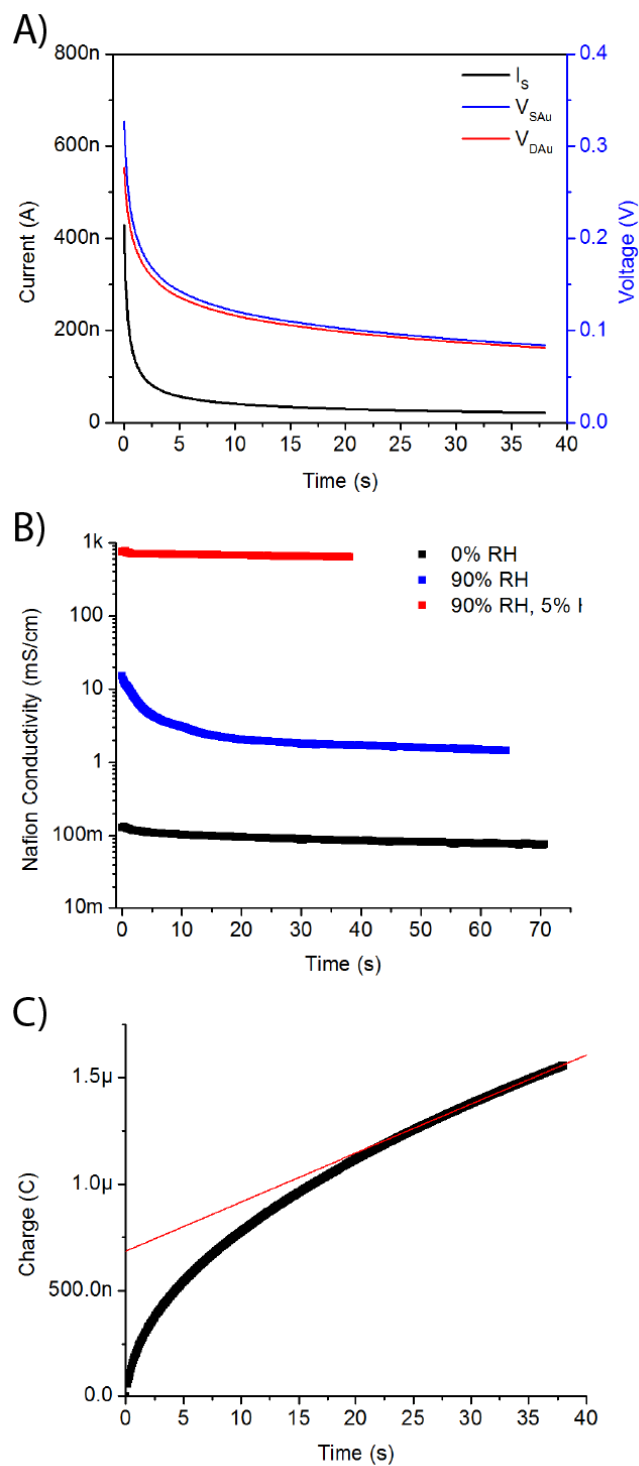 A)
800n
600n
400n
200n
0
Current (A)
0.4
0.3
0.2
0.1
0.0
Voltage (V)
I_S
V_SAu
V_DAu
0 5 10 15 20 25 30 35 40
Time (s)
B)
1k
100
10
1
100m
10m
Nafion Conductivity (mS/cm)
0% RH
90% RH
90% RH, 5%
0 10 20 30 40 50 60 70
Time (s)
C)
1.5µ
1.0µ
500.0n
0.0
Charge (C)
0 5 10 15 20 25 30 35 40
Time (s)